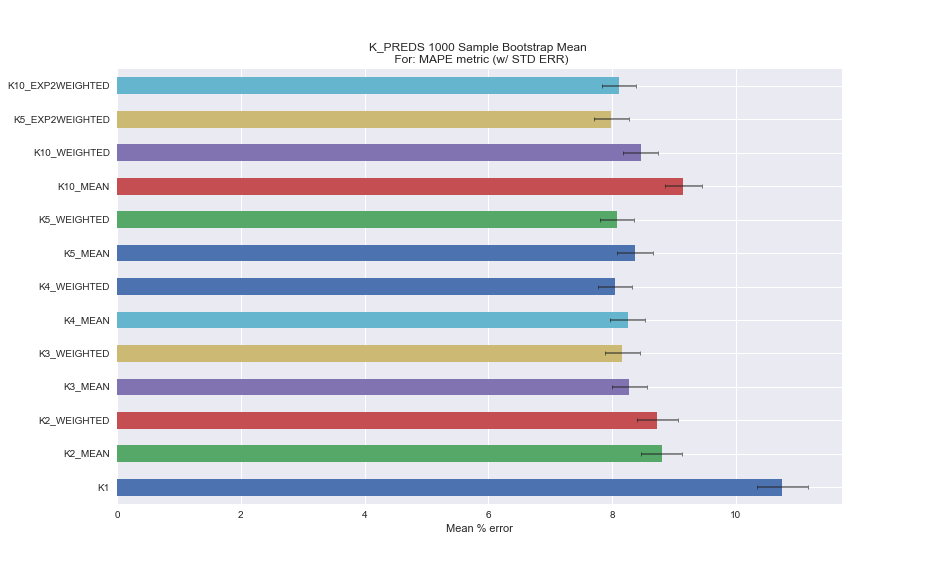 K_PREDS 1000 Sample Bootstrap Mean
For: MAPE metric (w/ STD ERR)
K10_EXP2WEIGHTED
K5_EXP2WEIGHTED
K10_WEIGHTED
K10_MEAN
K5_WEIGHTED
K5_MEAN
K4_WEIGHTED
K4_MEAN
K3_WEIGHTED
K3_MEAN
K2_WEIGHTED
K2_MEAN
K1
0 2 4 6 8 10
Mean % error